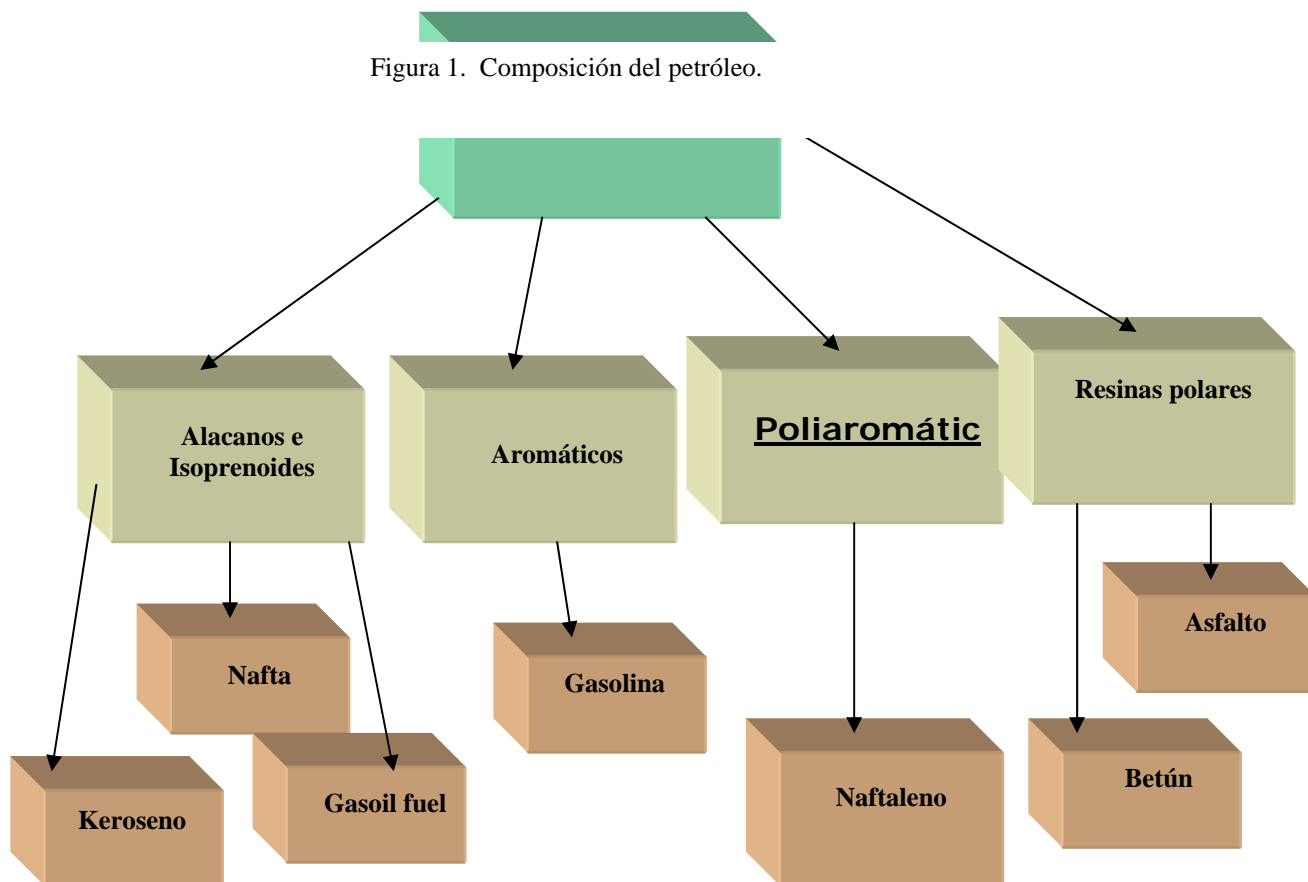 Figura 1. Composición del petróleo.
Alacanos e
Isoprenoides
Aromáticos
Poliaromátic
Resinas polares
Keroseno
Nafta
Gasoil fuel
Gasolina
Naftaleno
Betún
Asfalto